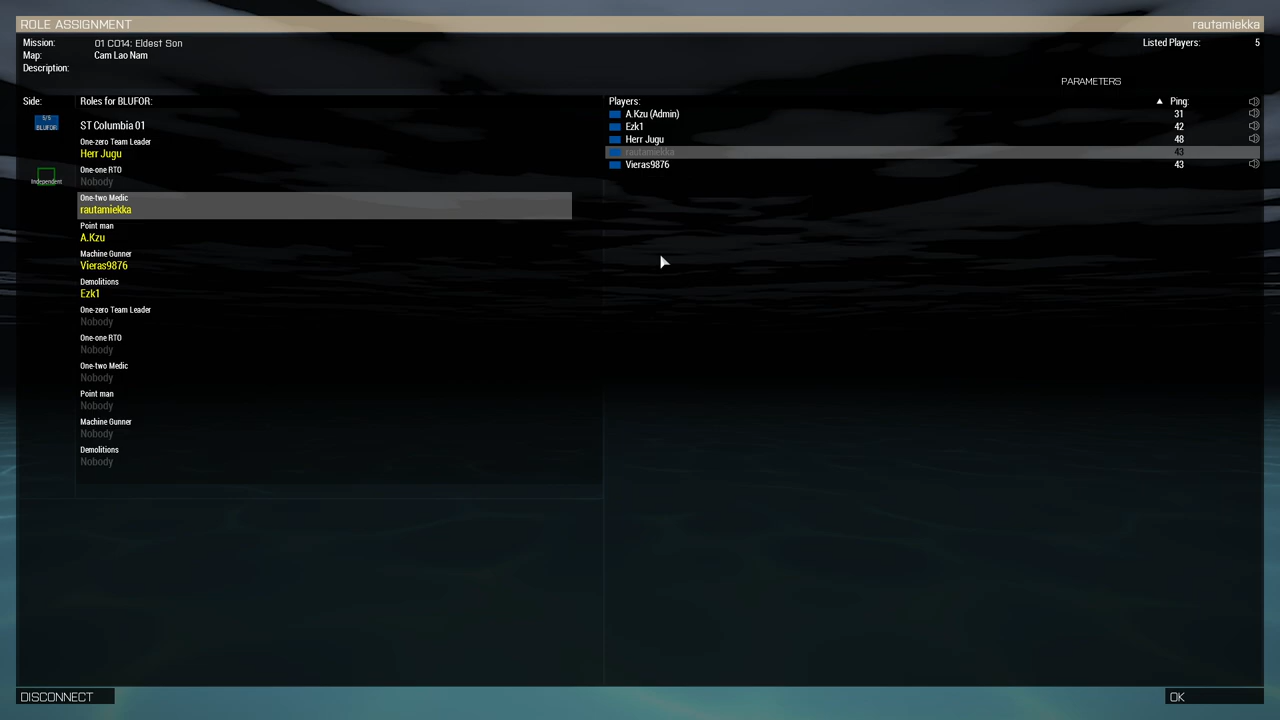 ROLE ASSIGNMENT rautamiekka
Mission: 01 CO14: Eldest Son Listed Players: 5
Map: Cam Lao Nam
Description:
PARAMETERS
Side: Roles for BLUFOR: Players: Ping:
5/5
BLUFOR
Independent
ST Columbia 01
One-zero Team Leader
Herr Jugu
One-one RTO
Nobody
One-two Medic
rautamiekka
Point man
A.Kzu
Machine Gunner
Vieras9876
Demolitions
Ezk1
One-zero Team Leader
Nobody
One-one RTO
Nobody
One-two Medic
Nobody
Point man
Nobody
Machine Gunner
Nobody
Demolitions
Nobody
A.Kzu (Admin) 31
Ezk1 42
Herr Jugu 48
rautamiekka 43
Vieras9876 43
DISCONNECT OK